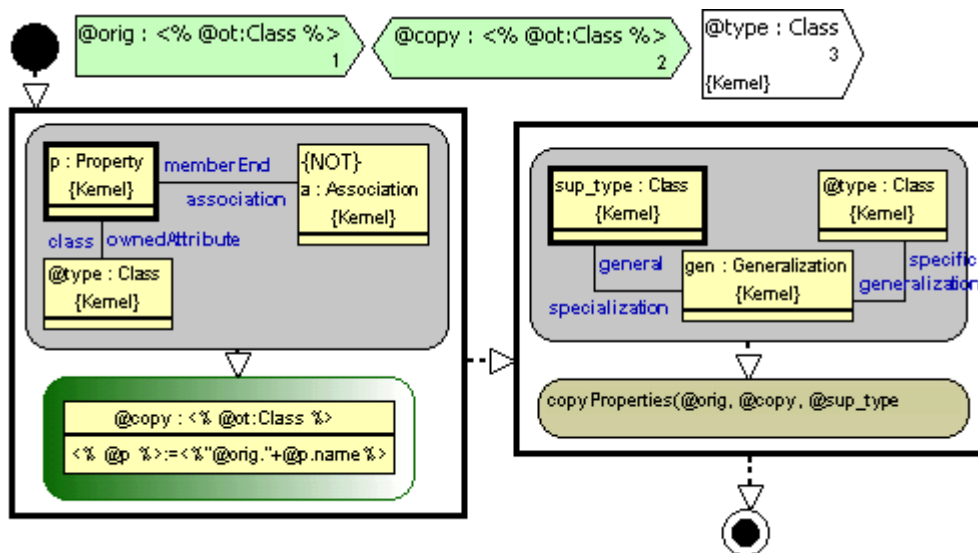 @orig : <% @ot:Class %>
1
@copy : <% @ot:Class %>
2
@type : Class
3
{Kernel}
p : Property
{Kernel}
memberEnd
association
{NOT}
a : Association
{Kernel}
class
ownedAttribute
@type : Class
{Kernel}
@copy : <% @ot:Class %>
<% @p %>:=<%"@orig."+@p.name%>
sup_type : Class
{Kernel}
@type : Class
{Kernel}
general
specialization
gen : Generalization
{Kernel}
specific
generalization
copyProperties(@orig, @copy, @sup_type